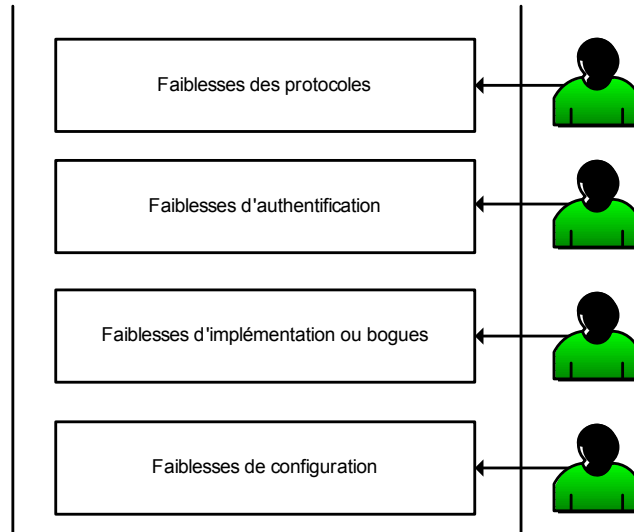 Faiblesses des protocoles
Faiblesses d'authentification
Faiblesses d'implémentation ou bogues
Faiblesses de configuration